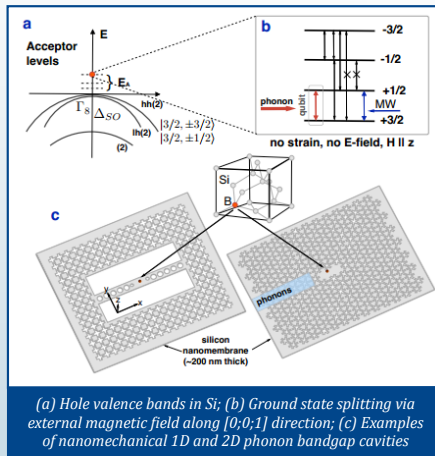 a
E
Acceptor
levels
E_A
Γ₈
Δ_SO
hh(2)
lh(2)
|3/2, ±3/2⟩
|3/2, ±1/2⟩
(2)
b
-3/2
-1/2
+1/2
+3/2
phonon
qubit
××
MW
no strain, no E-field, H || z
Si
B
c
y
z
x
phonons
silicon
nanomembrane
(~200 nm thick)
(a) Hole valence bands in Si; (b) Ground state splitting via
external magnetic field along [0;0;1] direction; (c) Examples
of nanomechanical 1D and 2D phonon bandgap cavities